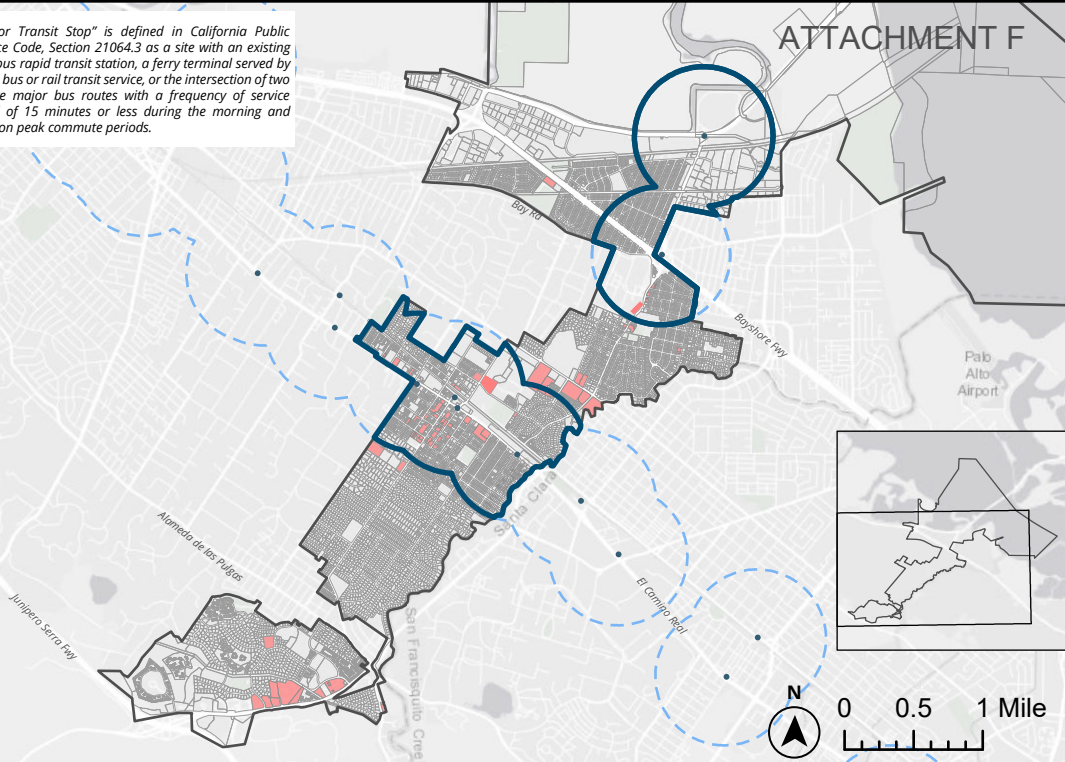 or Transit Stop” is defined in California Public
ce Code, Section 21064.3 as a site with an existing
bus rapid transit station, a ferry terminal served by
bus or rail transit service, or the intersection of two
e major bus routes with a frequency of service
of 15 minutes or less during the morning and
on peak commute periods.
ATTACHMENT F
Bay Rd
Bayshore Fwy
Palo
Alto
Airport
Santa Clara
Alameda de las Pulgas
El Camino Real
Junipero Serra Fwy
San Francisquito Cree
N
0 0.5 1 Mile